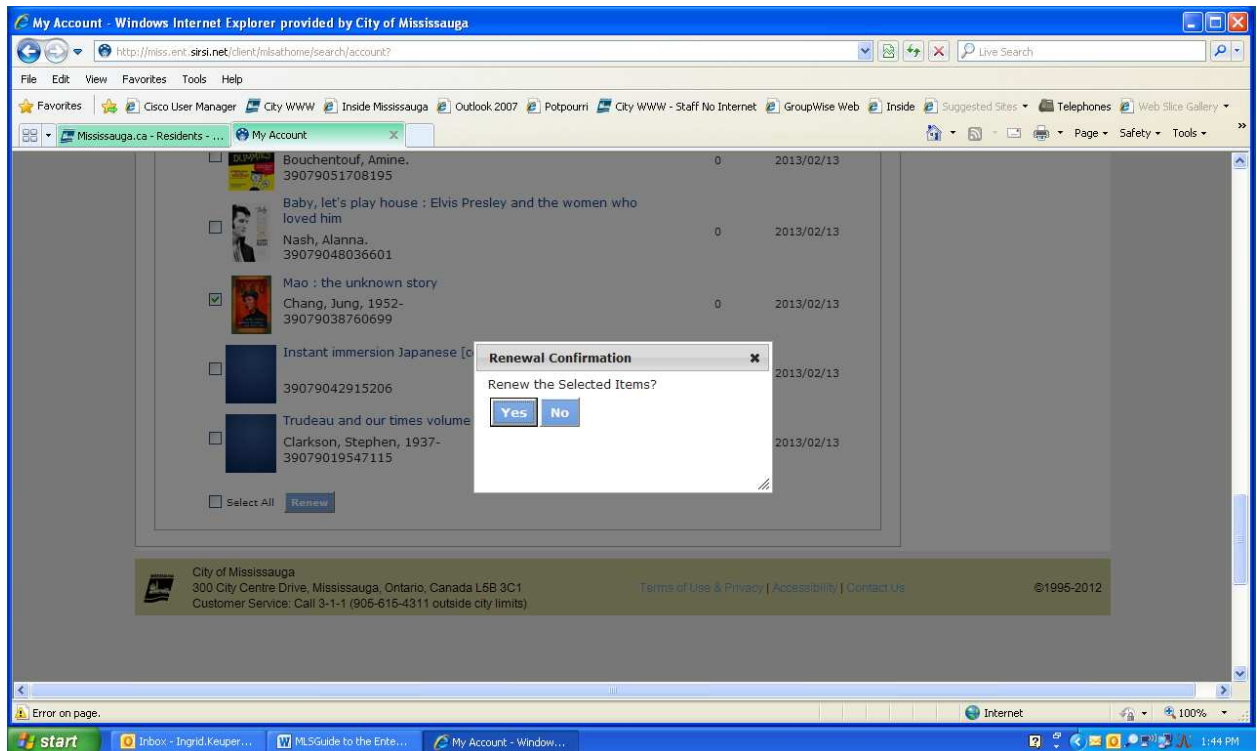 My Account - Windows Internet Explorer provided by City of Mississauga
http://miss.ent.sirsi.net/client/mlsathome/search/account?
Live Search
File Edit View Favorites Tools Help
Favorites Cisco User Manager City WWW Inside Mississauga Outlook 2007 Potpourri City WWW - Staff No Internet GroupWise Web Inside Suggested Sites Telephones Web Slice Gallery
Mississauga.ca - Residents - ... My Account Page Safety Tools
DUMMIES
Bouchentouf, Amine. 0 2013/02/13
39079051708195
Baby, let's play house : Elvis Presley and the women who
loved him
Nash, Alanna. 0 2013/02/13
39079048036601
Mao : the unknown story
Chang, Jung, 1952- 0 2013/02/13
39079038760699
Instant immersion Japanese [c
39079042915206 2013/02/13
Trudeau and our times volume
Clarkson, Stephen, 1937- 2013/02/13
39079019547115
Renewal Confirmation
Renew the Selected Items?
Yes No
Select All Renew
City of Mississauga
300 City Centre Drive, Mississauga, Ontario, Canada L5B 3C1 Terms of Use & Privacy | Accessibility | Contact Us ©1995-2012
Customer Service: Call 3-1-1 (905-615-4311 outside city limits)
Error on page. Internet 100%
start Inbox - Ingrid.Keuper... MLSGuide to the Ente... My Account - Window... 1:44 PM